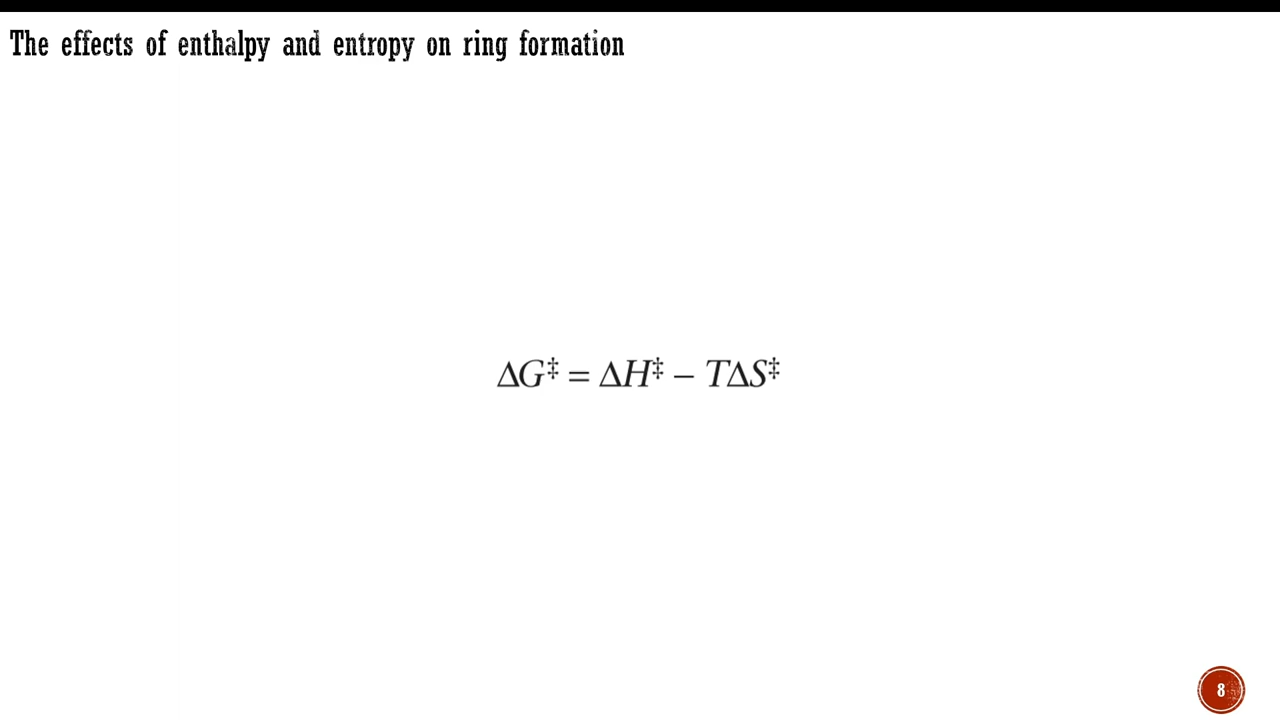 The effects of enthalpy and entropy on ring formation
ΔG‡ = ΔH‡ – TΔS‡
8